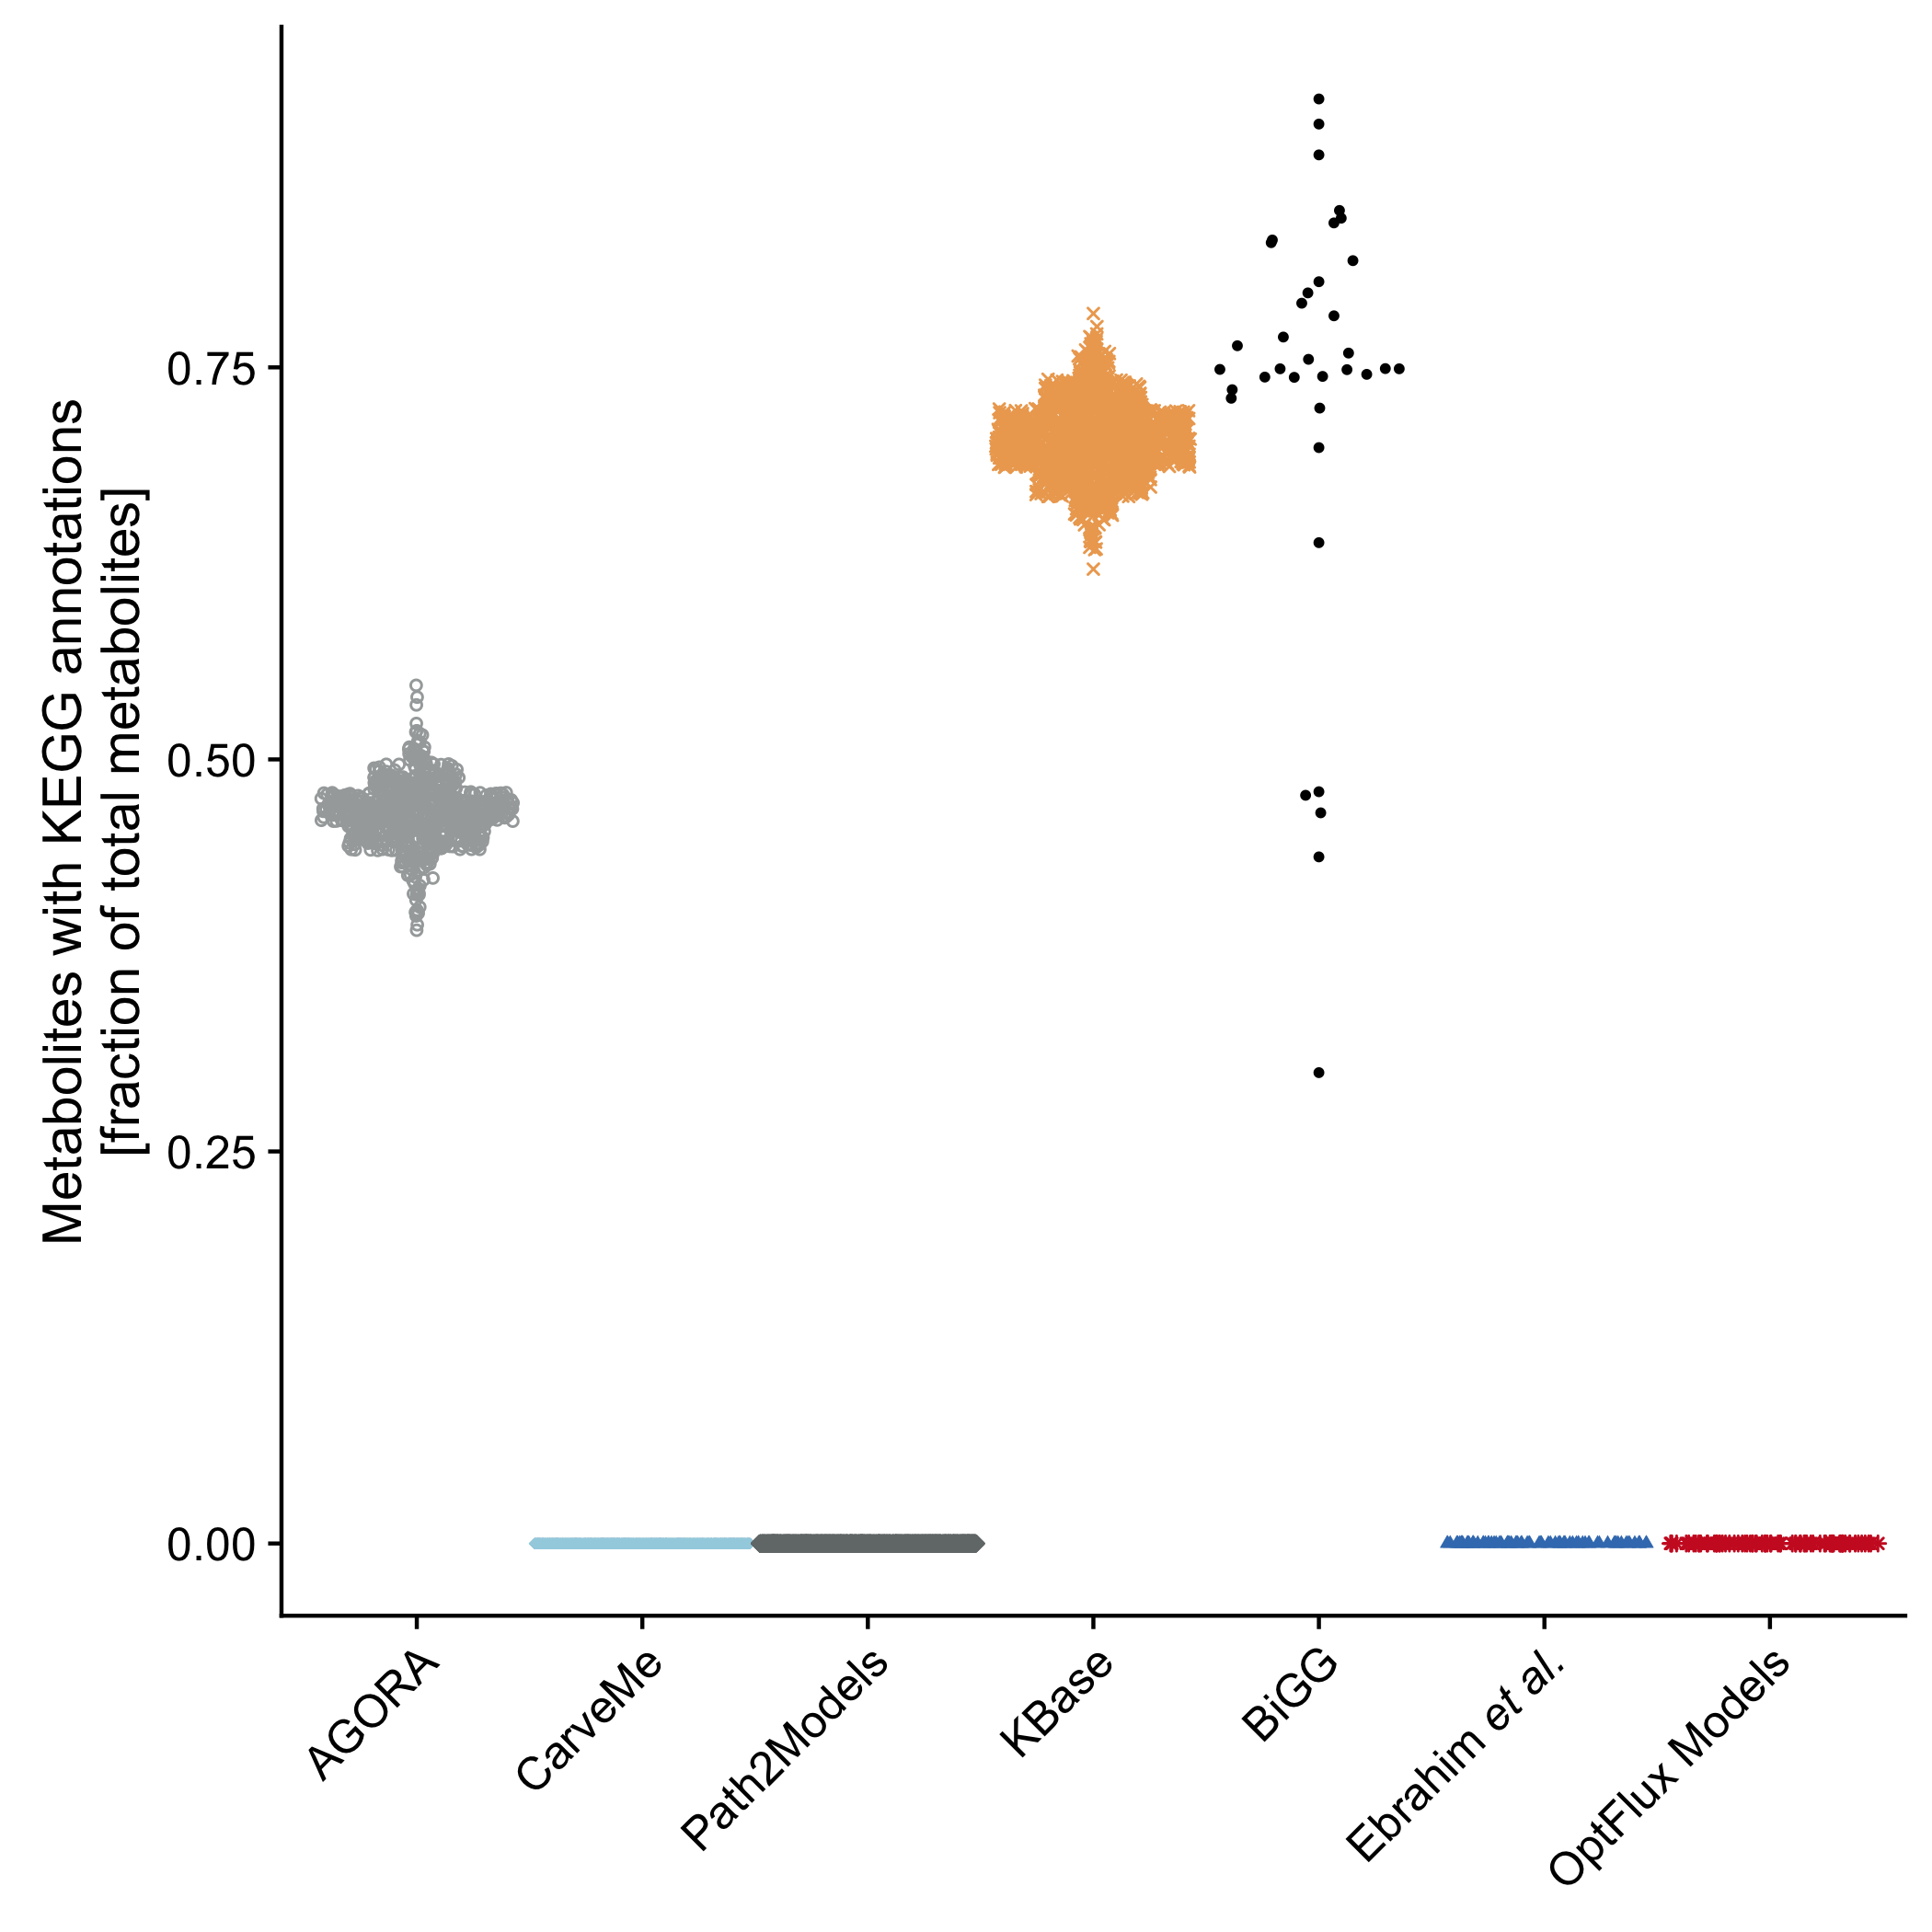 Metabolites with KEGG annotations
[fraction of total metabolites]
0.75
0.50
0.25
0.00
AGORA
CarveMe
Path2Models
KBase
BiGG
Ebrahim et al.
OptFlux Models